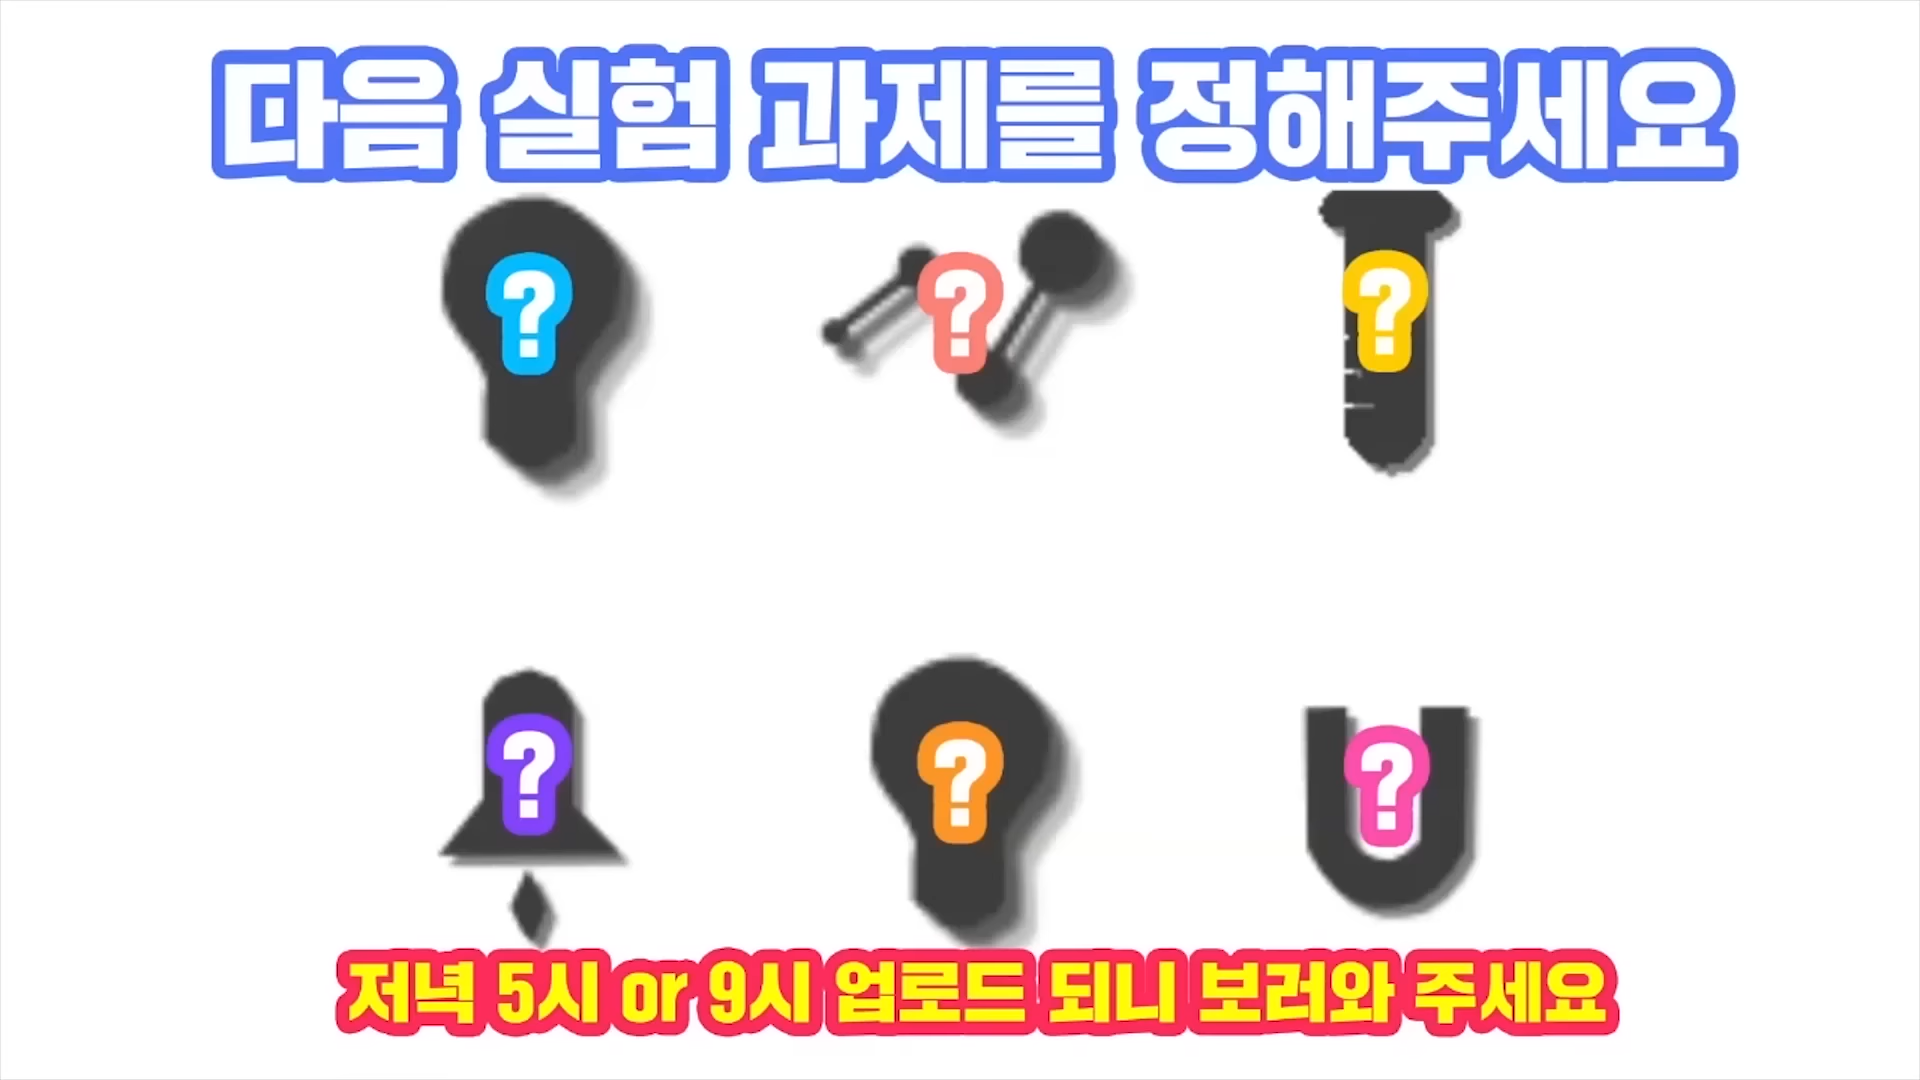 다음 실험 과제를 정해주세요
? ? ?
? ? ?
저녁 5시 or 9시 업로드 되니 보러와 주세요